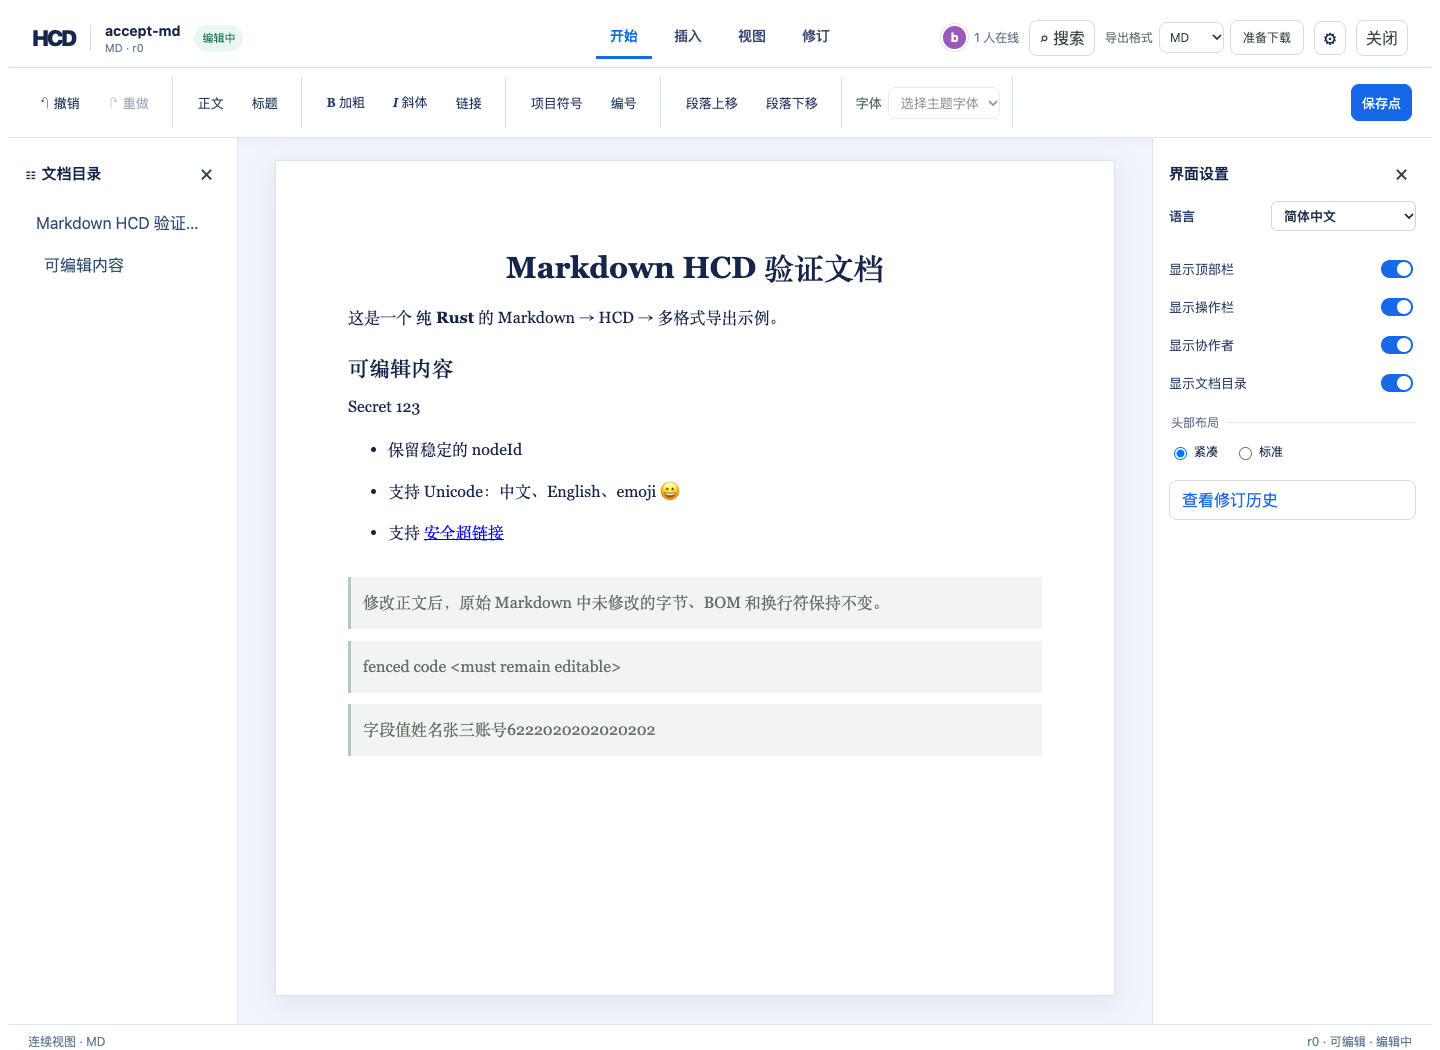 HCD
accept-md
MD · r0
编辑中
开始 插入 视图 修订
b 1 人在线 搜索 导出格式 MD 准备下载 关闭
撤销 重做 正文 标题 B 加粗 I 斜体 链接 项目符号 编号 段落上移 段落下移 字体 选择主题字体 保存点
文档目录
Markdown HCD 验证...
可编辑内容
Markdown HCD 验证文档
这是一个 纯 Rust 的 Markdown → HCD → 多格式导出示例。
可编辑内容
Secret 123
• 保留稳定的 nodeId
• 支持 Unicode：中文、English、emoji 😀
• 支持 安全超链接
修改正文后，原始 Markdown 中未修改的字节、BOM 和换行符保持不变。
fenced code <must remain editable>
字段值姓名张三账号6222020202020202
界面设置
语言 简体中文
显示顶部栏
显示操作栏
显示协作者
显示文档目录
头部布局
紧凑 标准
查看修订历史
连续视图 · MD
r0 · 可编辑 · 编辑中